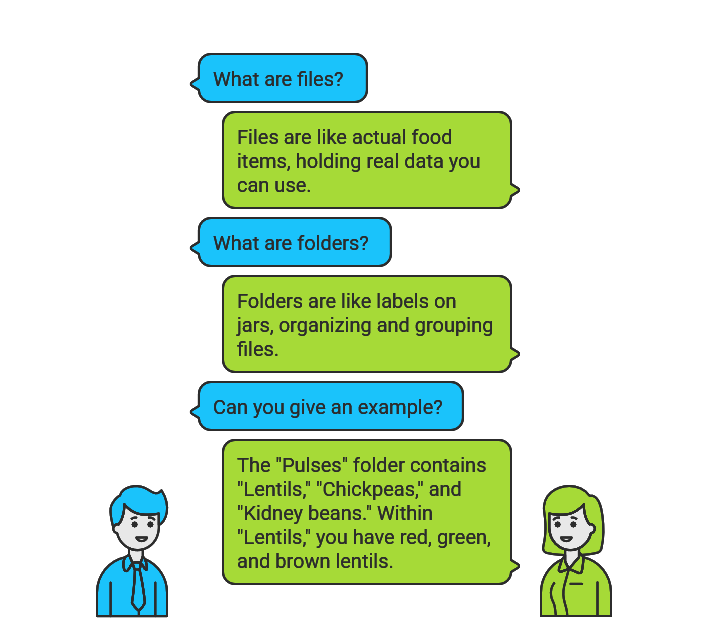 What are files?
Files are like actual food
items, holding real data you
can use.
What are folders?
Folders are like labels on
jars, organizing and grouping
files.
Can you give an example?
The "Pulses" folder contains
"Lentils," "Chickpeas," and
"Kidney beans." Within
"Lentils," you have red, green,
and brown lentils.